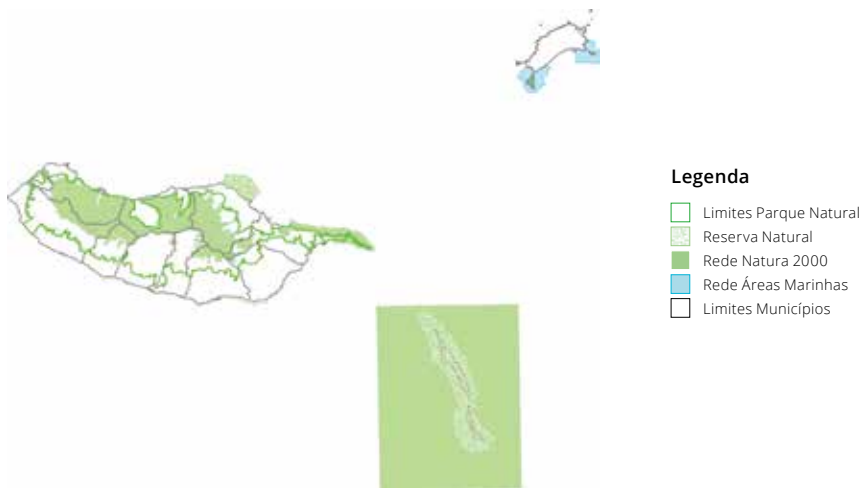 Legenda
Limites Parque Natural
Reserva Natural
Rede Natura 2000
Rede Áreas Marinhas
Limites Municípios